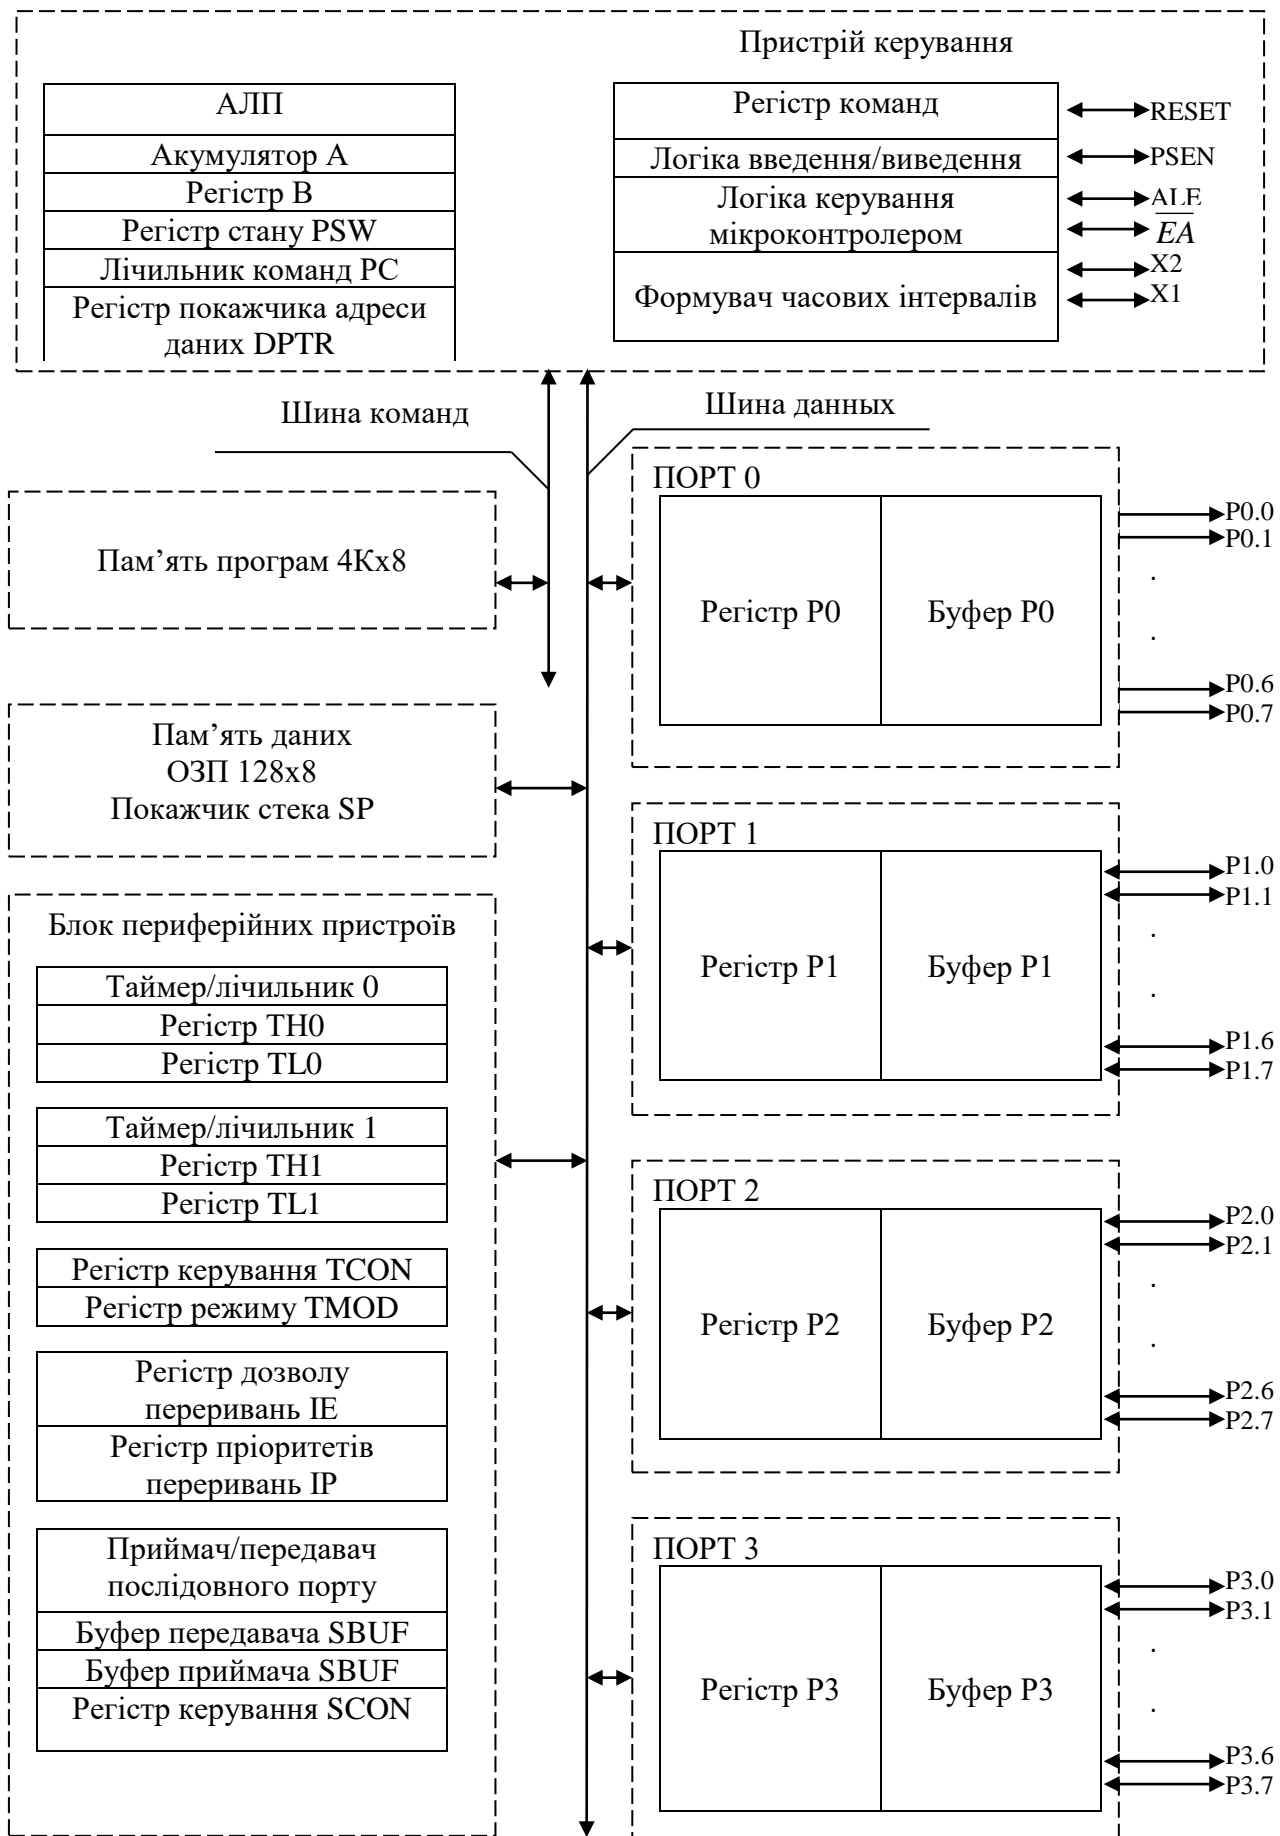 Пристрій керування
АЛП
Акумулятор А
Регістр В
Регістр стану PSW
Лічильник команд PC
Регістр покажчика адреси
даних DPTR
Регістр команд
Логіка введення/виведення
Логіка керування
мікроконтролером
Формувач часових інтервалів
RESET
PSEN
ALE
EA
X2
X1
Шина команд
Шина данных
Пам’ять програм 4Кх8
Пам’ять даних
ОЗП 128х8
Покажчик стека SP
Блок периферійних пристроїв
Таймер/лічильник 0
Регістр TH0
Регістр TL0
Таймер/лічильник 1
Регістр TH1
Регістр TL1
Регістр керування TCON
Регістр режиму TMOD
Регістр дозволу
переривань IE
Регістр пріоритетів
переривань IP
Приймач/передавач
послідовного порту
Буфер передавача SBUF
Буфер приймача SBUF
Регістр керування SCON
ПОРТ 0
Регістр P0
Буфер P0
P0.0
P0.1
.
.
P0.6
P0.7
ПОРТ 1
Регістр P1
Буфер P1
P1.0
P1.1
.
.
P1.6
P1.7
ПОРТ 2
Регістр P2
Буфер P2
P2.0
P2.1
.
.
P2.6
P2.7
ПОРТ 3
Регістр P3
Буфер P3
P3.0
P3.1
.
.
P3.6
P3.7